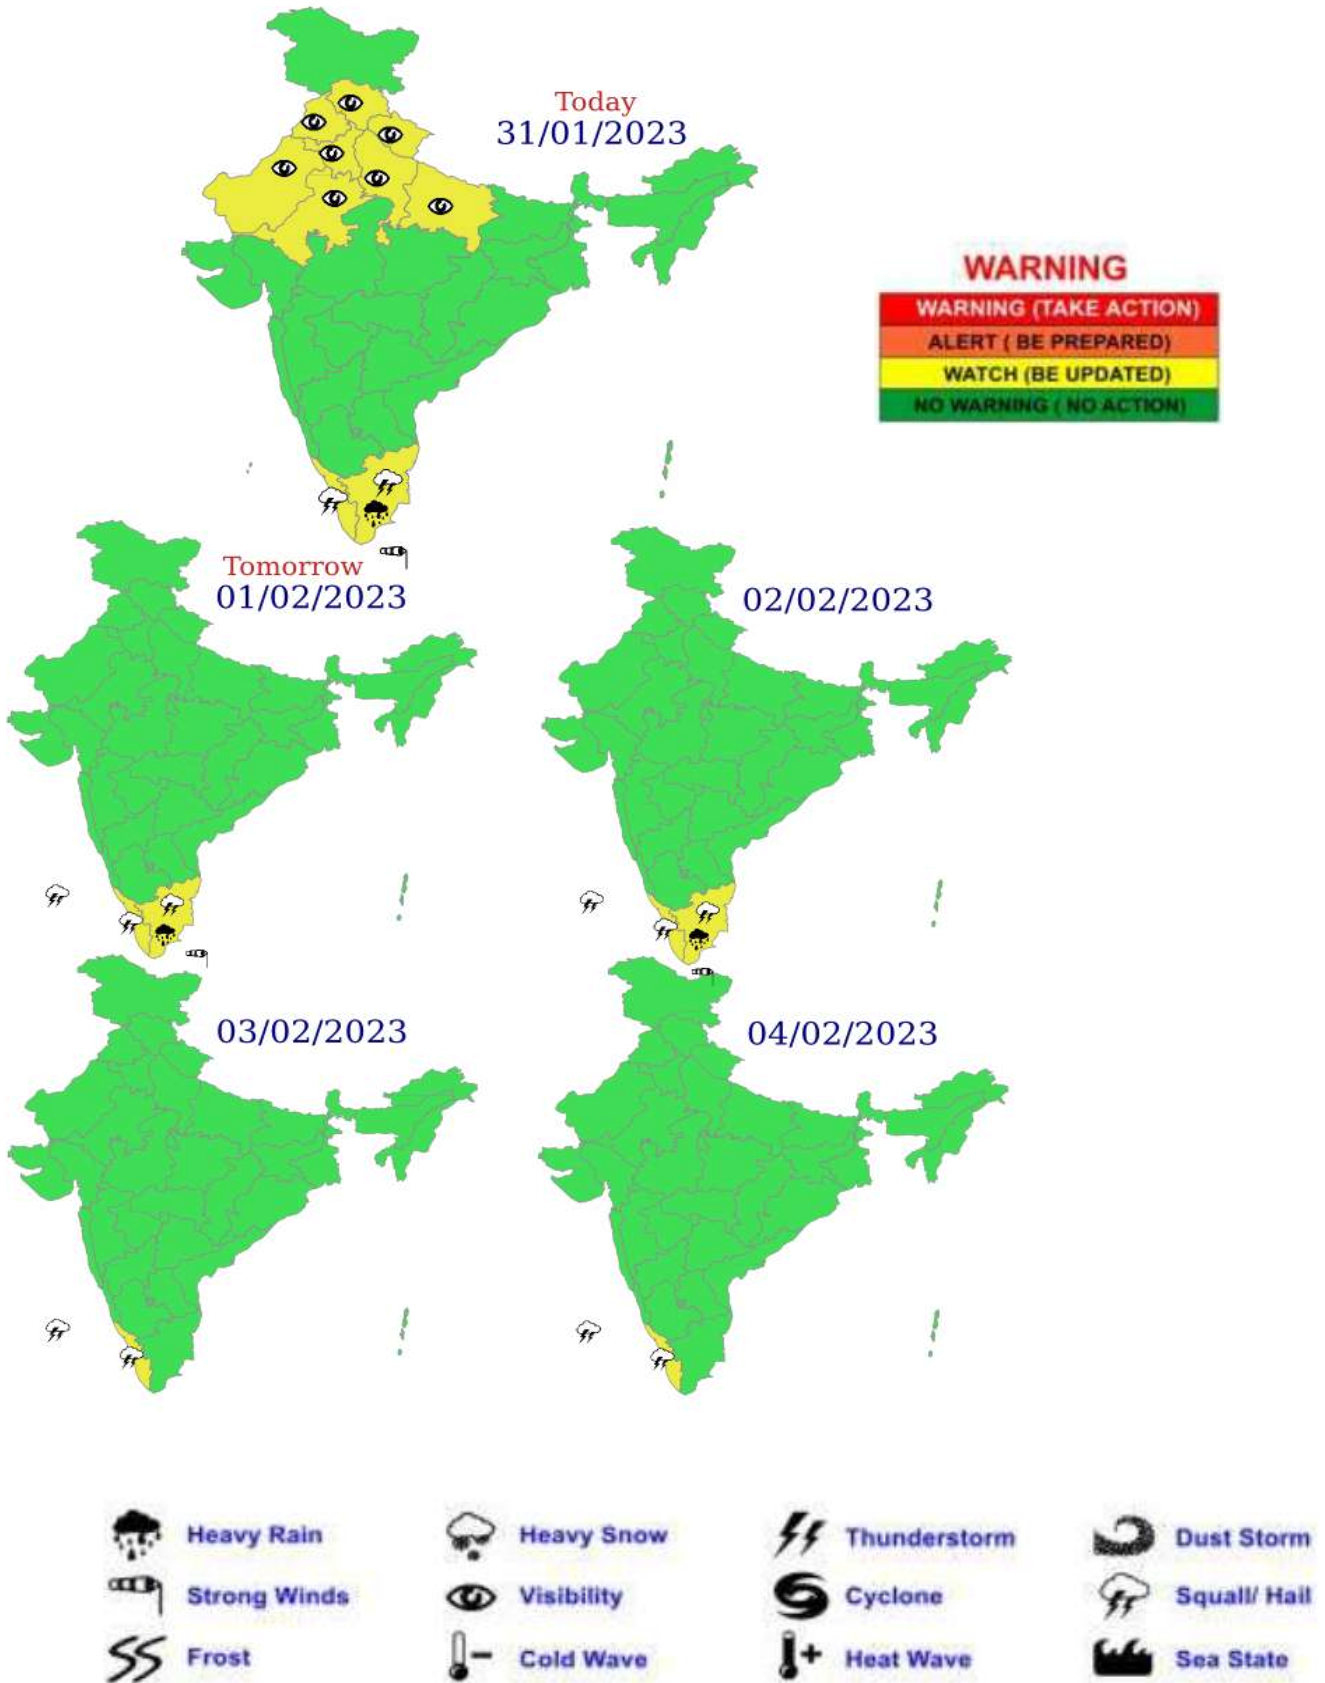 Today
31/01/2023
WARNING
WARNING (TAKE ACTION)
ALERT ( BE PREPARED)
WATCH (BE UPDATED)
NO WARNING ( NO ACTION)
Tomorrow
01/02/2023
02/02/2023
03/02/2023
04/02/2023
Heavy Rain
Heavy Snow
Thunderstorm
Dust Storm
Strong Winds
Visibility
Cyclone
Squall/ Hail
Frost
Cold Wave
Heat Wave
Sea State